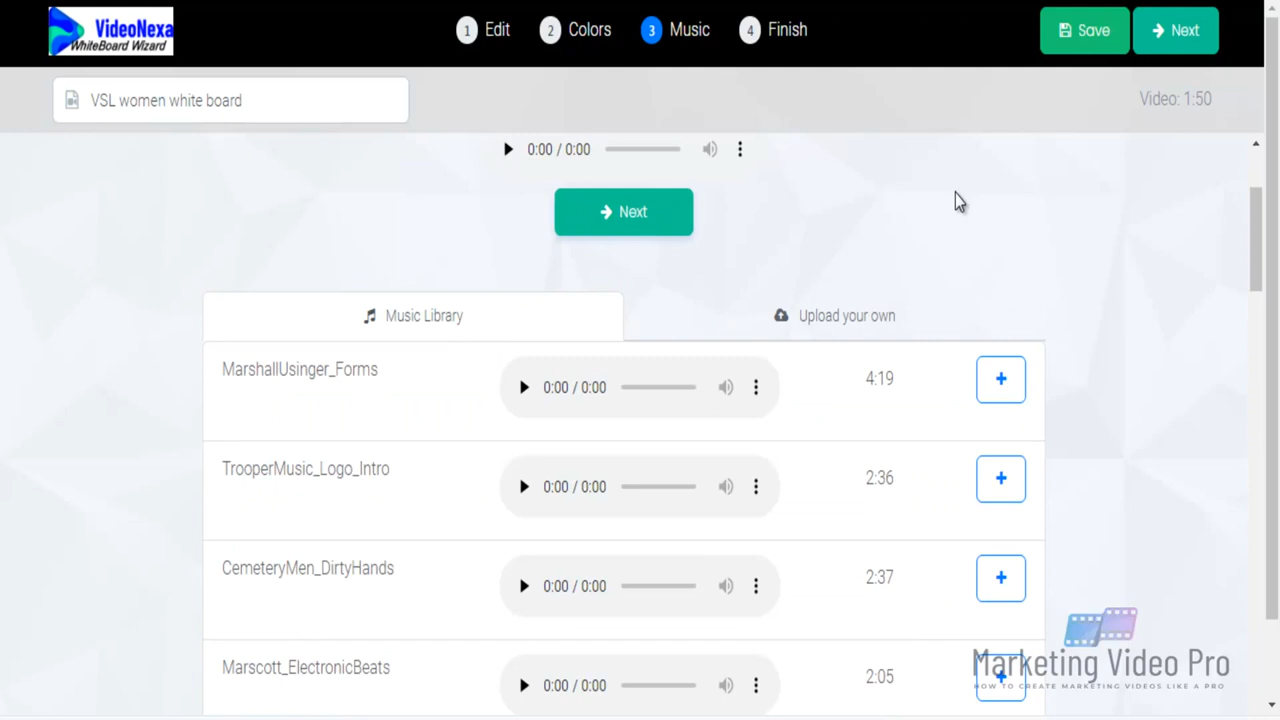 VideoNexa
WhiteBoard Wizard
1 Edit
2 Colors
3 Music
4 Finish
Save
Next
VSL women white board
Video: 1:50
0:00 / 0:00
Next
Music Library
Upload your own
MarshallUsinger_Forms
0:00 / 0:00
4:19
TrooperMusic_Logo_Intro
0:00 / 0:00
2:36
CemeteryMen_DirtyHands
0:00 / 0:00
2:37
Marscott_ElectronicBeats
0:00 / 0:00
2:05
Marketing Video Pro
HOW TO CREATE MARKETING VIDEOS LIKE A PRO